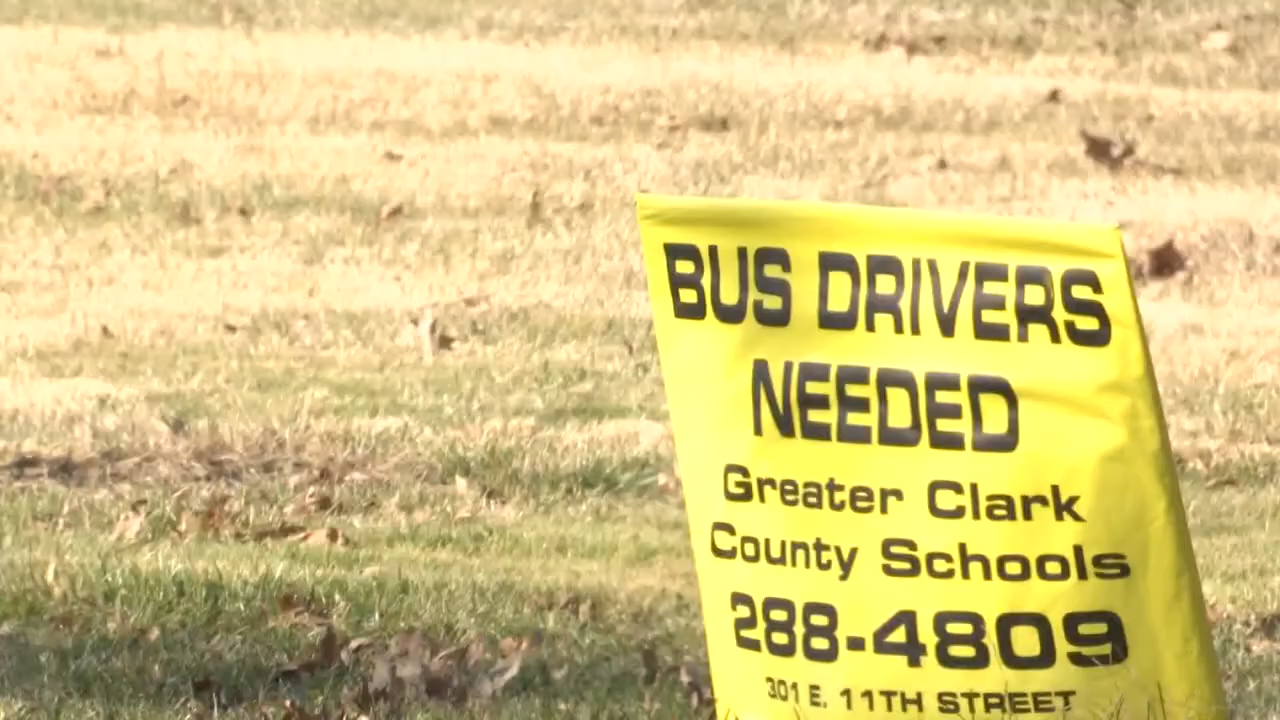 BUS DRIVERS
NEEDED
Greater Clark
County Schools
288-4809
301 E. 11TH STREET